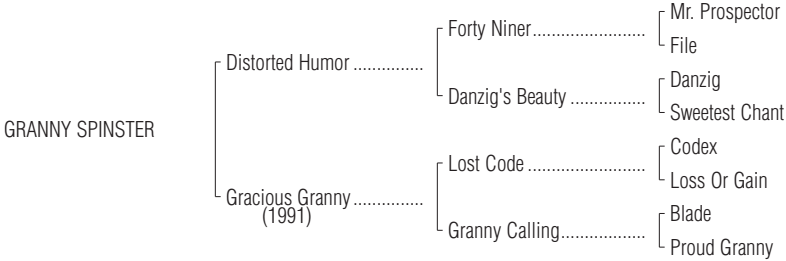 Mr. Prospector
Forty Niner.......................
File
Distorted Humor ..............
Danzig
Danzig's Beauty ...............
Sweetest Chant
GRANNY SPINSTER
Codex
Lost Code ........................
Loss Or Gain
Gracious Granny..............
(1991)
Blade
Granny Calling.................
Proud Granny